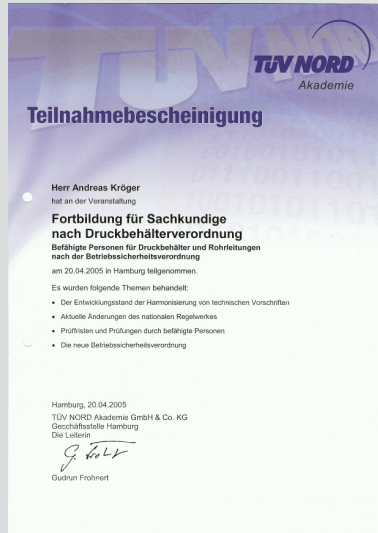 TÜV NORD
TÜV NORD
Akademie
Teilnahmebescheinigung
Herr Andreas Kröger
hat an der Veranstaltung
Fortbildung für Sachkundige
nach Druckbehälterverordnung
Befähigte Personen für Druckbehälter und Rohrleitungen
nach der Betriebssicherheitsverordnung
am 20.04.2005 in Hamburg teilgenommen.
Es wurden folgende Themen behandelt:
• Der Entwicklungsstand der Harmonisierung von technischen Vorschriften
• Aktuelle Änderungen des nationalen Regelwerkes
• Prüffristen und Prüfungen durch befähigte Personen
• Die neue Betriebssicherheitsverordnung
Hamburg, 20.04.2005
TÜV NORD Akademie GmbH & Co. KG
Geschäftsstelle Hamburg
Die Leiterin
G. Frohnert
Gudrun Frohnert